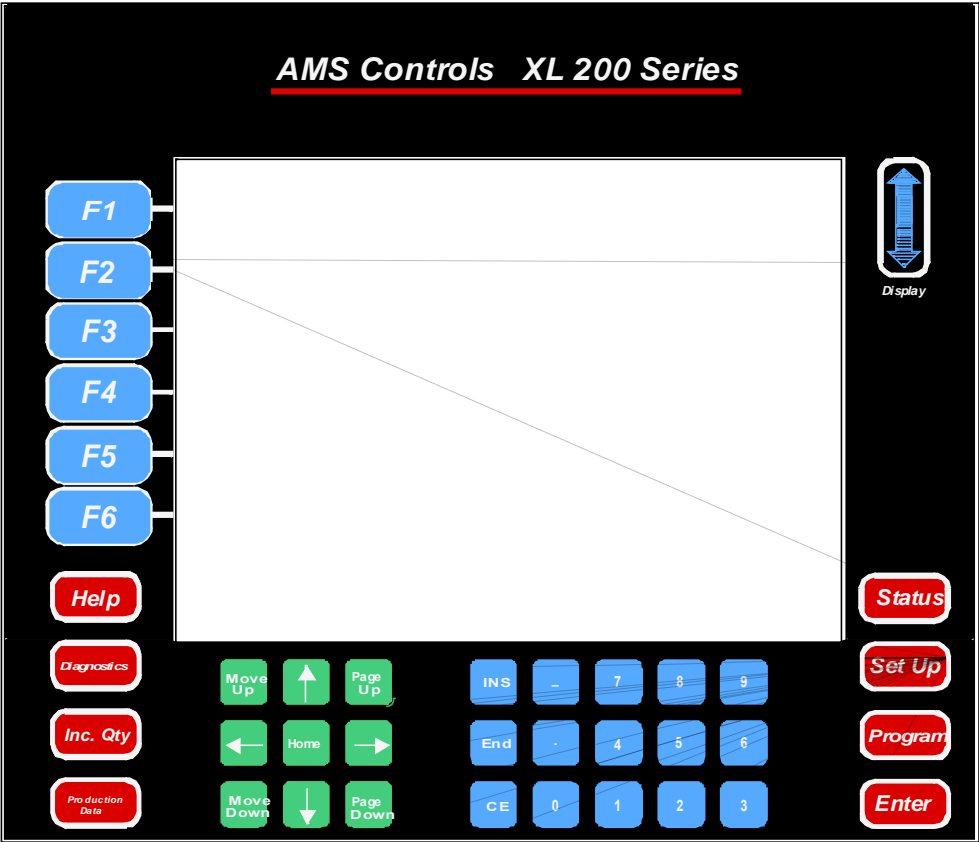 AMS Controls XL 200 Series
F1
F2
Display
F3
F4
F5
F6
Help
Status
Diagnostics
Set Up
Move Up
Page Up
INS
–
7
8
9
Inc. Qty
Program
Home
End
.
4
5
6
Production
Data
Enter
Move
Down
Page
Down
CE
0
1
2
3